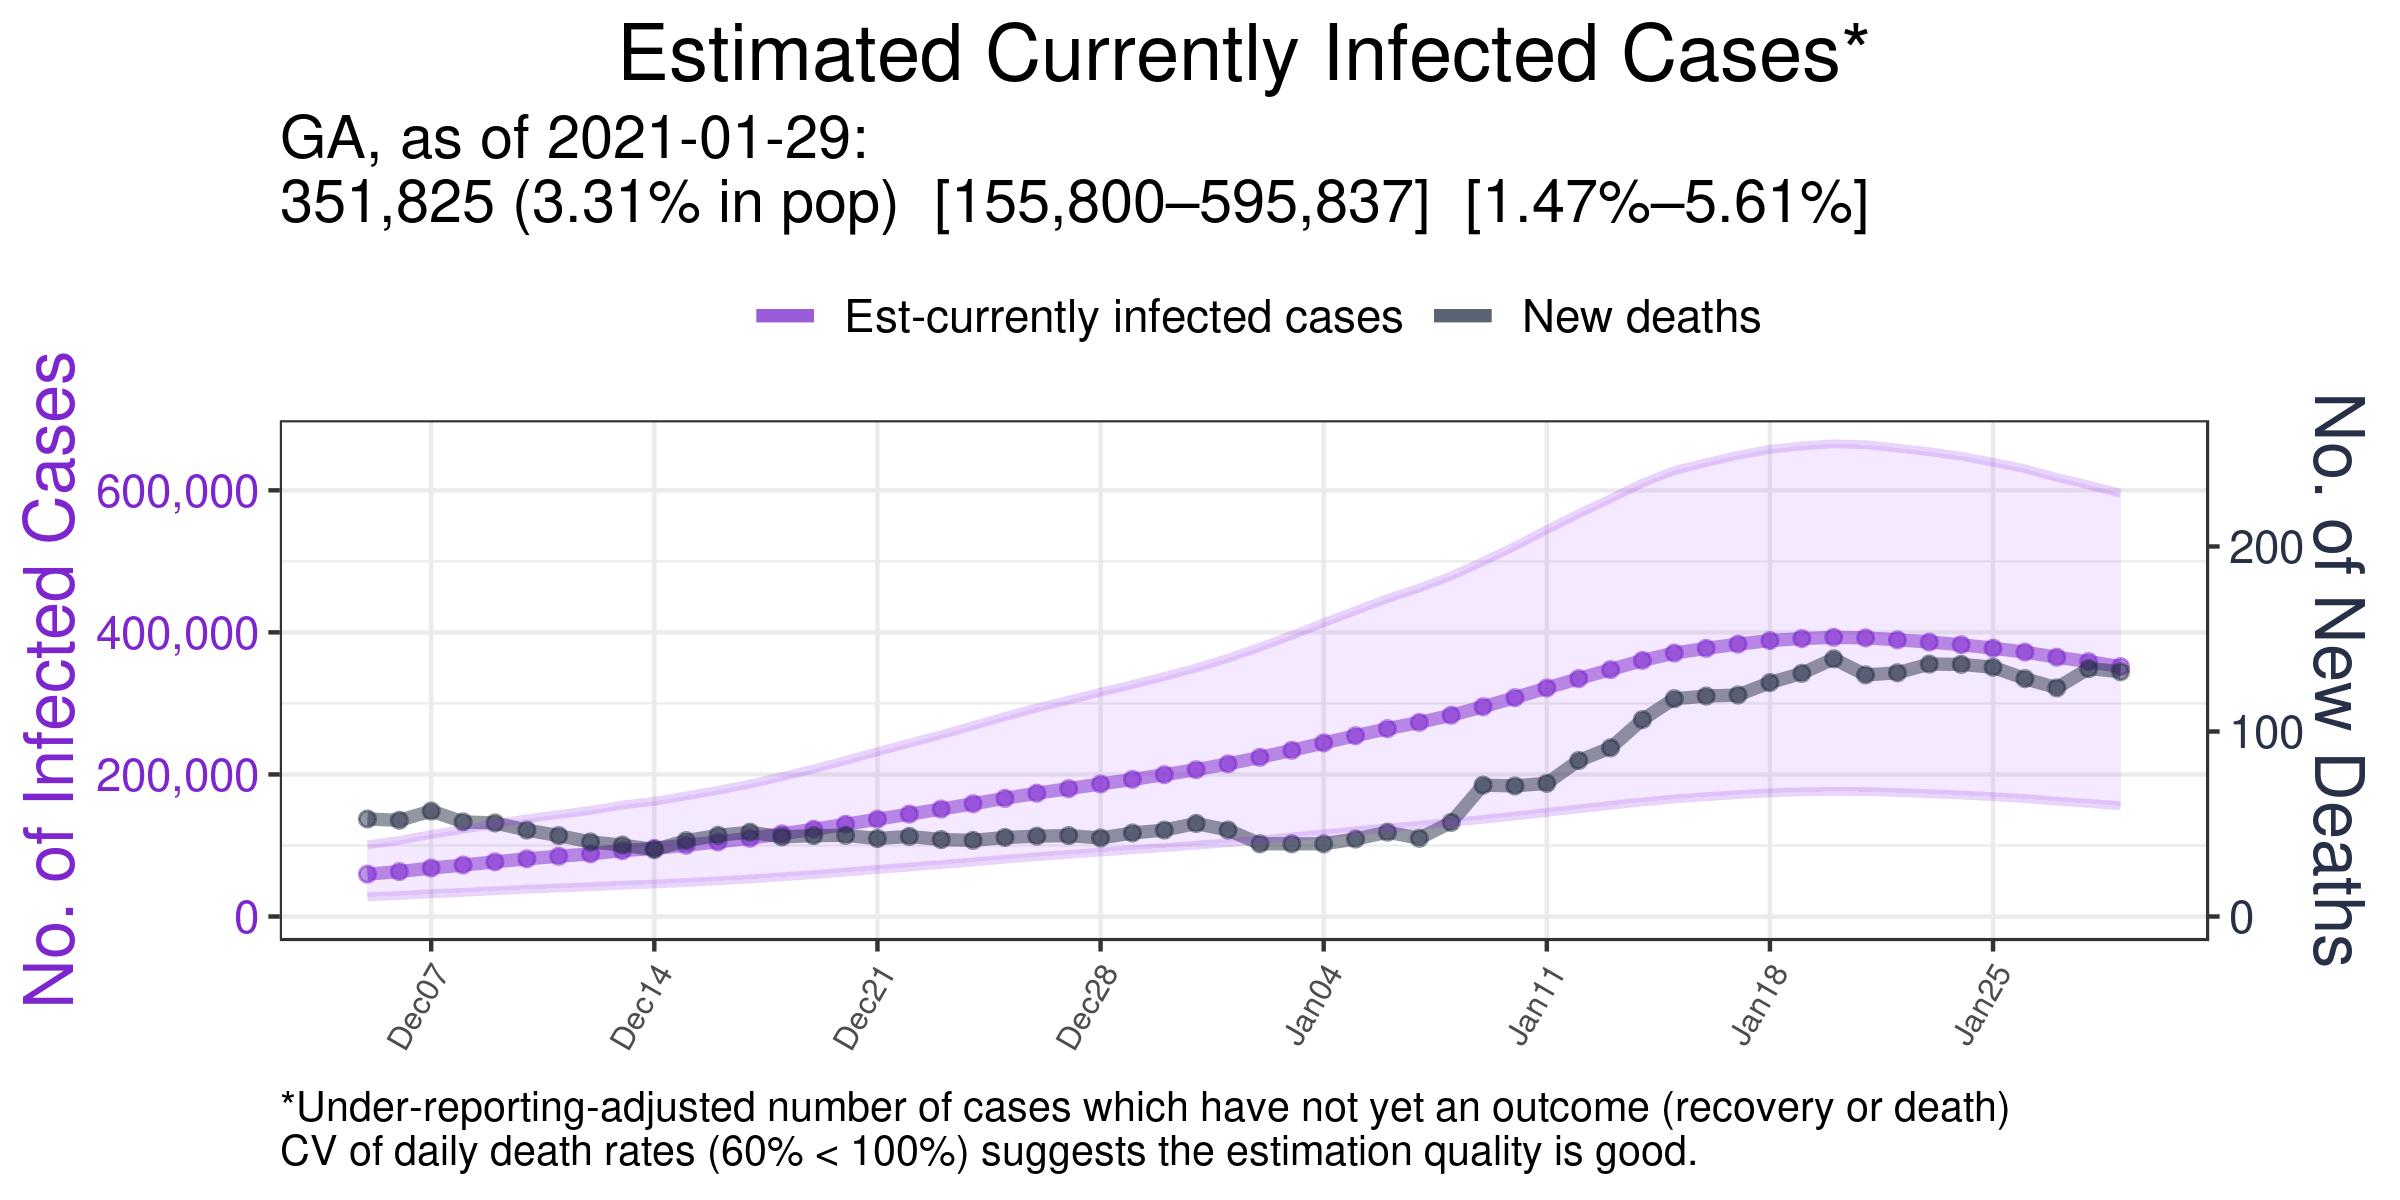 Estimated Currently Infected Cases*
GA, as of 2021-01-29:
351,825 (3.31% in pop)  [155,800–595,837]  [1.47%–5.61%]
Est-currently infected cases
New deaths
No. of Infected Cases
600,000
400,000
200,000
0
200
100
0
No. of New Deaths
Dec07
Dec14
Dec21
Dec28
Jan04
Jan11
Jan18
Jan25
*Under-reporting-adjusted number of cases which have not yet an outcome (recovery or death)
CV of daily death rates (60% < 100%) suggests the estimation quality is good.